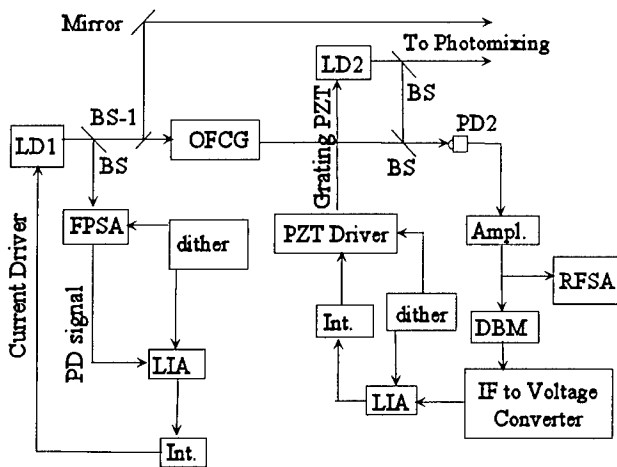 Mirror
To Photomixing
LD2
BS-1
BS
PD2
LD1
BS
OFCG
BS
Grating PZT
FPSA
dither
PZT Driver
Ampl.
RFSA
Current Driver
PD signal
Int.
dither
DBM
LIA
LIA
IF to Voltage
Converter
Int.